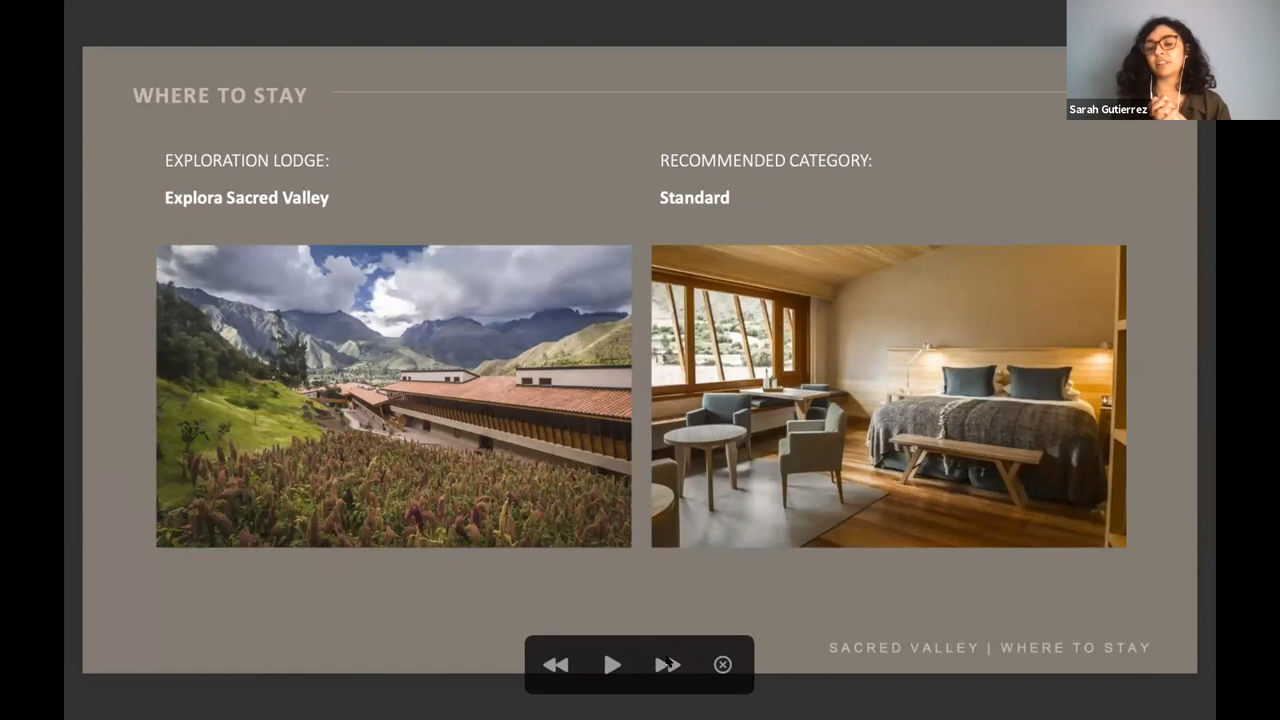 WHERE TO STAY
Sarah Gutierrez
EXPLORATION LODGE:
RECOMMENDED CATEGORY:
Explora Sacred Valley
Standard
SACRED VALLEY | WHERE TO STAY